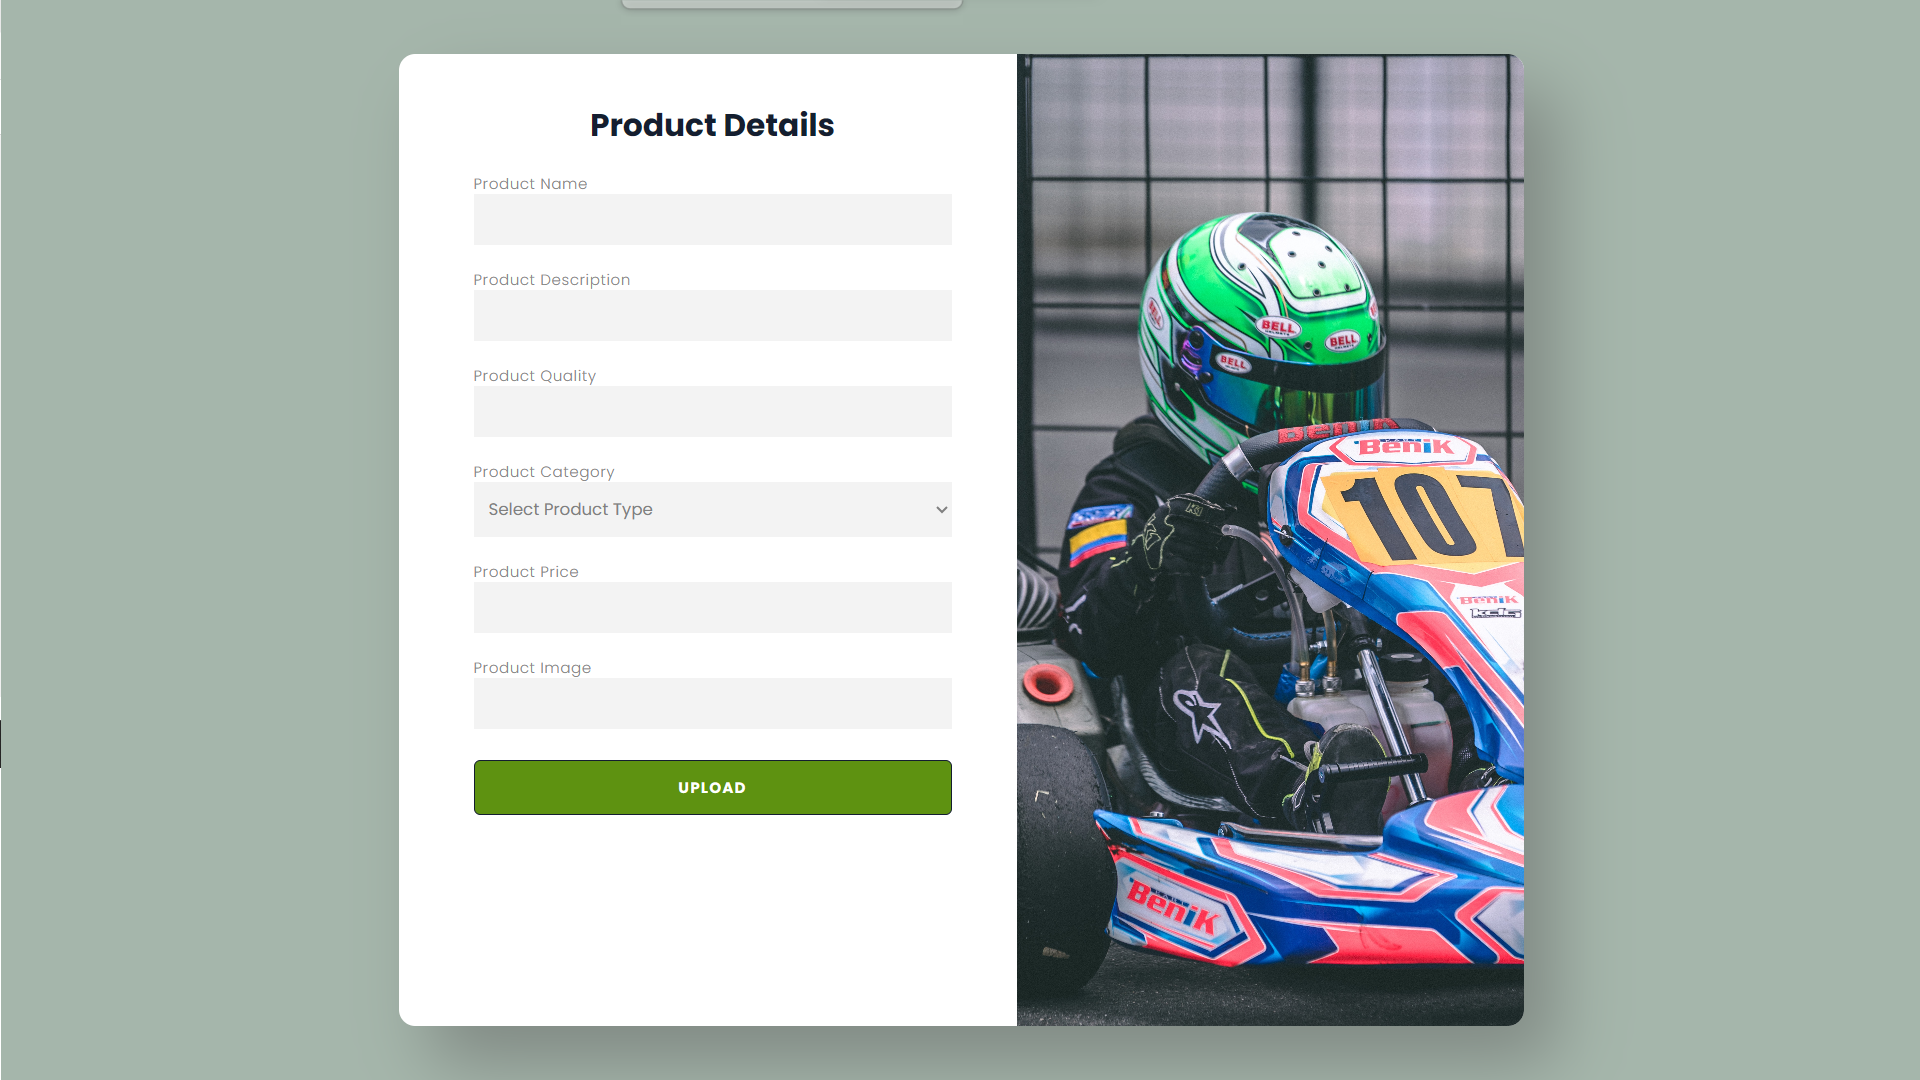 Product Details
Product Name
Product Description
Product Quality
Product Category
Select Product Type
Product Price
Product Image
UPLOAD
BELL
BELL
BELL
BENIK
BeniK
107
BeniK
BeniK